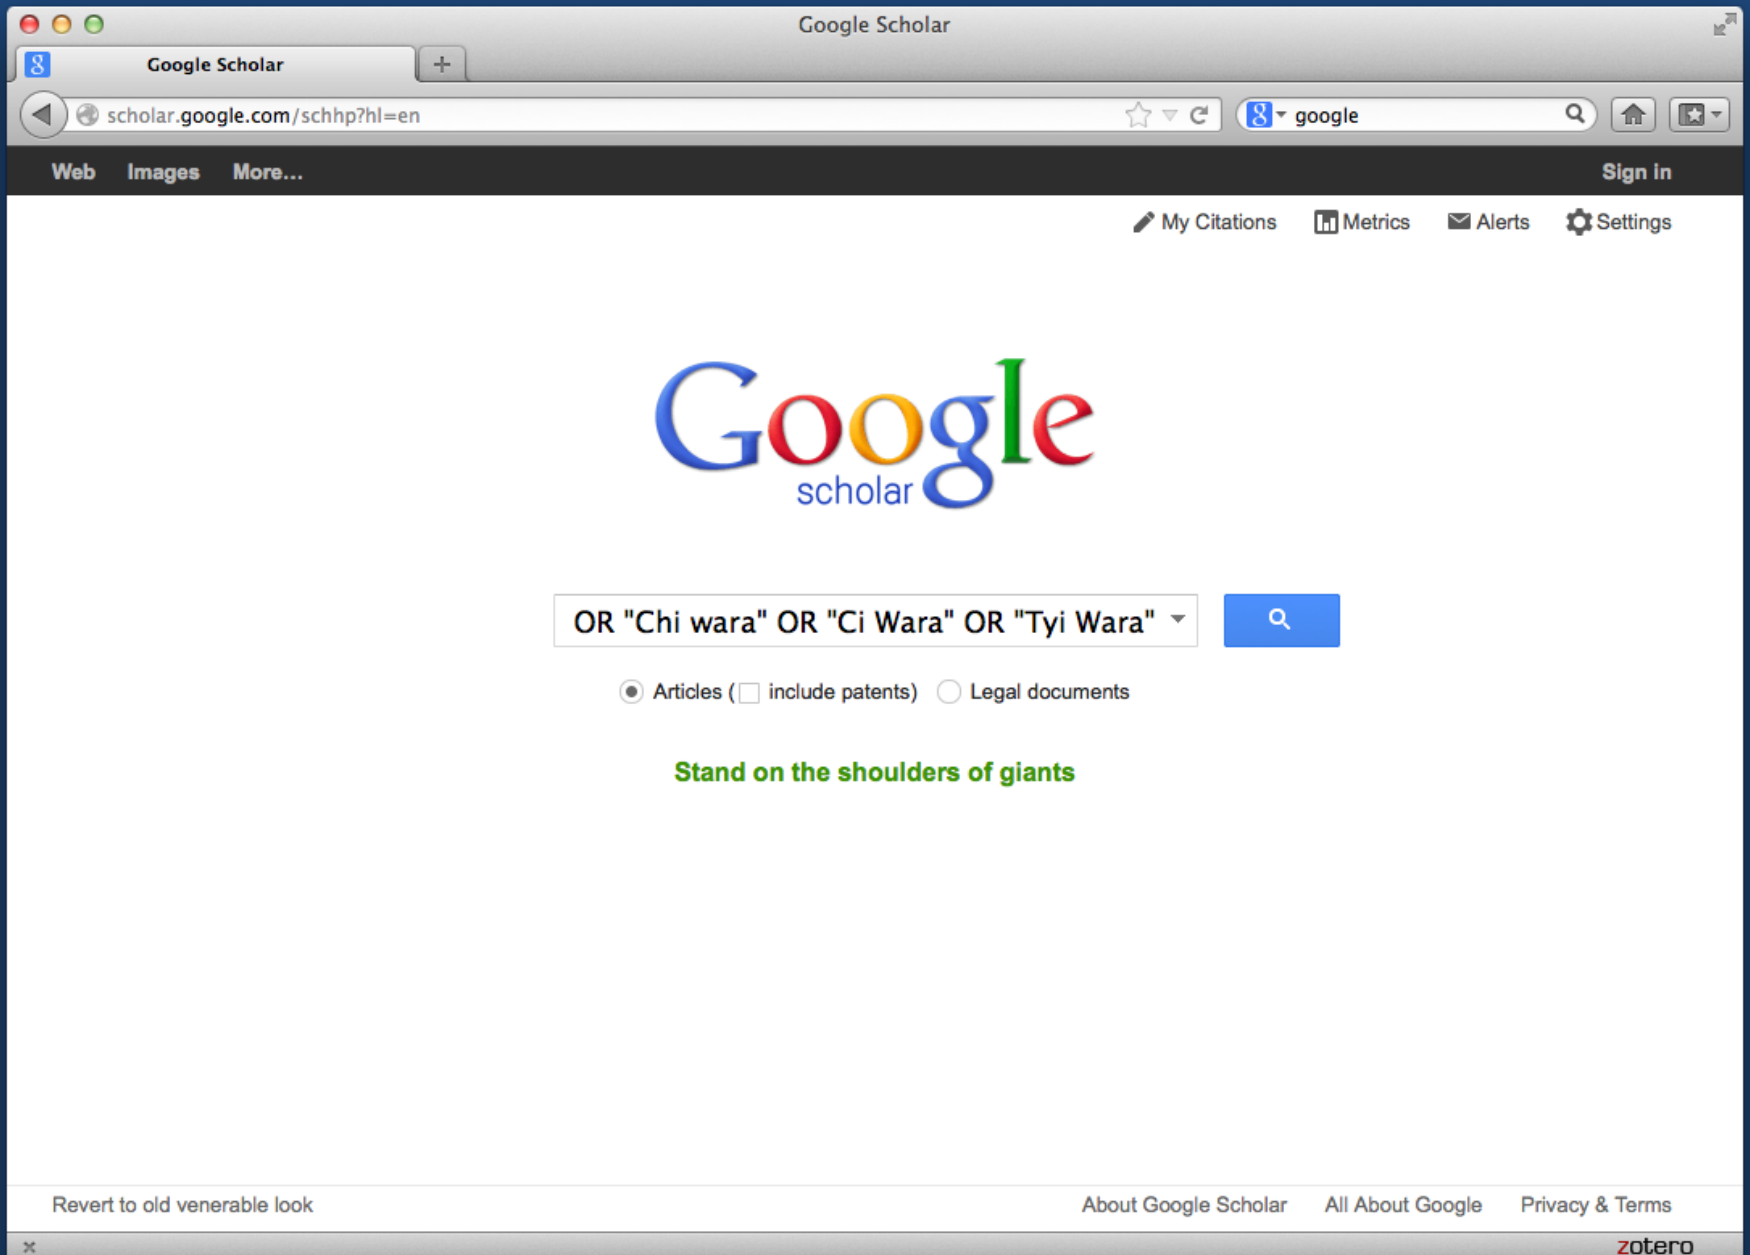 Google Scholar
Google Scholar
scholar.google.com/schhp?hl=en
google
Web Images More...
Sign in
My Citations Metrics Alerts Settings
Google
scholar
OR "Chi wara" OR "Ci Wara" OR "Tyi Wara"
Articles ( include patents) Legal documents
Stand on the shoulders of giants
Revert to old venerable look
About Google Scholar All About Google Privacy & Terms
zotero